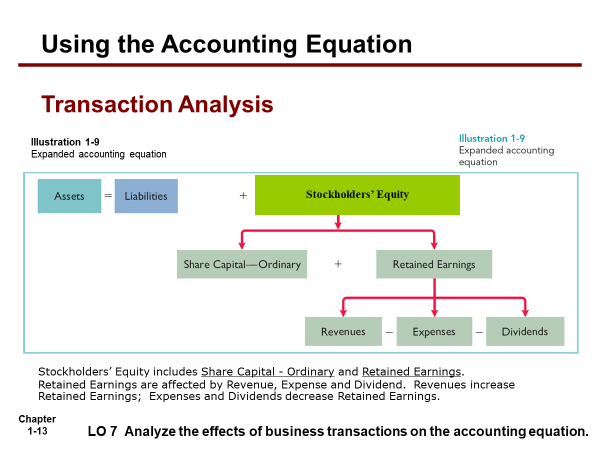 Using the Accounting Equation
Transaction Analysis
Illustration 1-9
Expanded accounting equation
Illustration 1-9
Expanded accounting
equation
Assets = Liabilities + Stockholders’ Equity
Share Capital—Ordinary + Retained Earnings
Revenues – Expenses – Dividends
Stockholders’ Equity includes Share Capital - Ordinary and Retained Earnings.
Retained Earnings are affected by Revenue, Expense and Dividend. Revenues increase
Retained Earnings; Expenses and Dividends decrease Retained Earnings.
Chapter
1-13
LO 7 Analyze the effects of business transactions on the accounting equation.